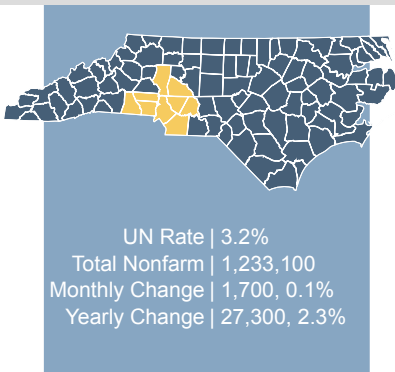 UN Rate | 3.2%
Total Nonfarm | 1,233,100
Monthly Change | 1,700, 0.1%
Yearly Change | 27,300, 2.3%